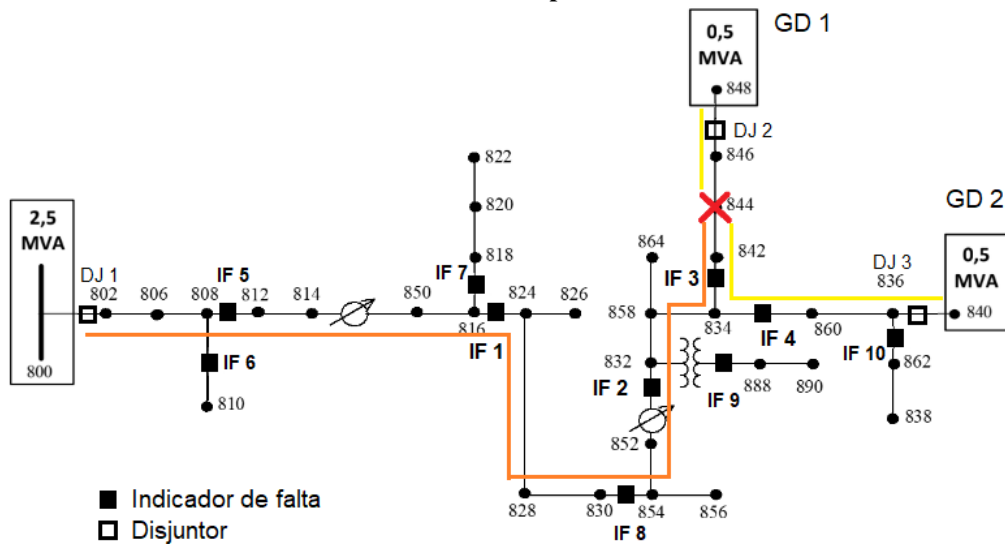 0,5
MVA
GD 1
848
DJ 2
846
844
822
820
818
864
842
GD 2
2,5
MVA
DJ 1
802
806
808
IF 5
812
814
850
IF 7
816
824
826
IF 1
858
IF 3
834
IF 4
860
DJ 3
836
0,5
MVA
840
800
IF 6
810
832
IF 2
IF 9
888
890
IF 10
862
838
852
828
830
IF 8
854
856
Indicador de falta
Disjuntor